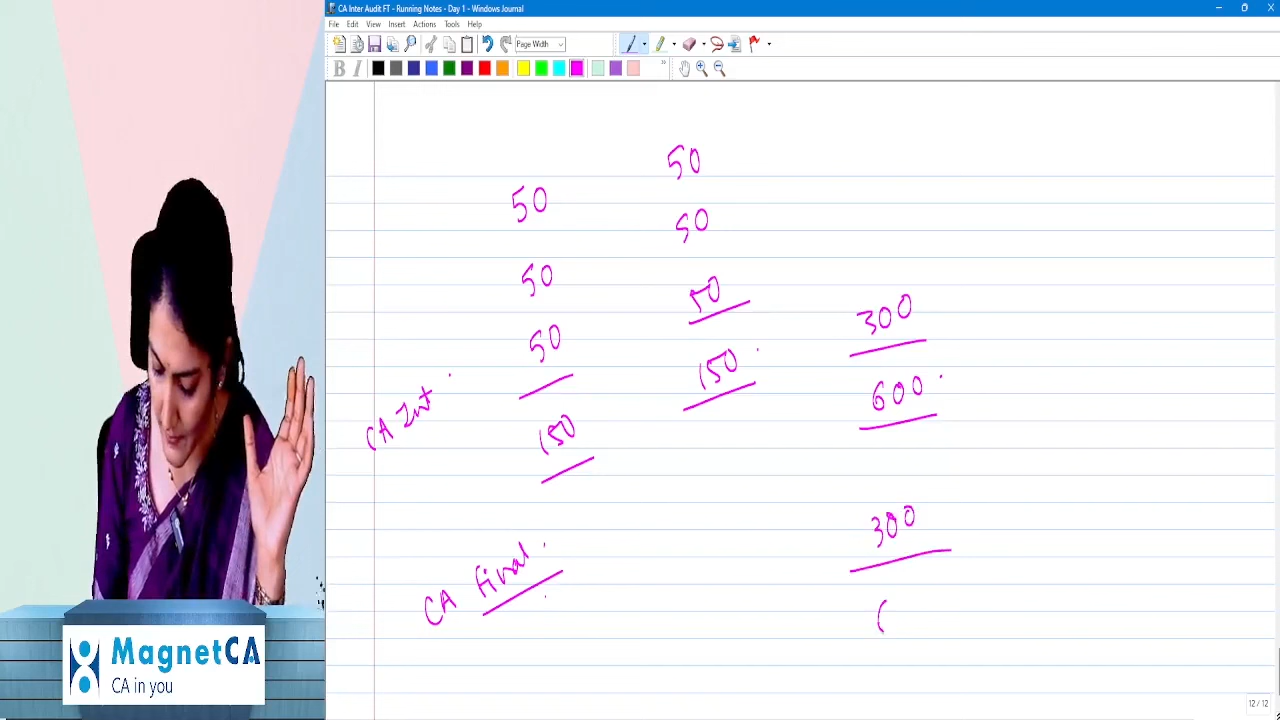 CA Inter Audit FT - Running Notes - Day 1 - Windows Journal
File Edit View Insert Actions Tools Help
Page Width
B I
50
50
50
50
50
50
300
150
600
CA Int
150
300
CA Final
(
MagnetCA
CA in you
12 / 12